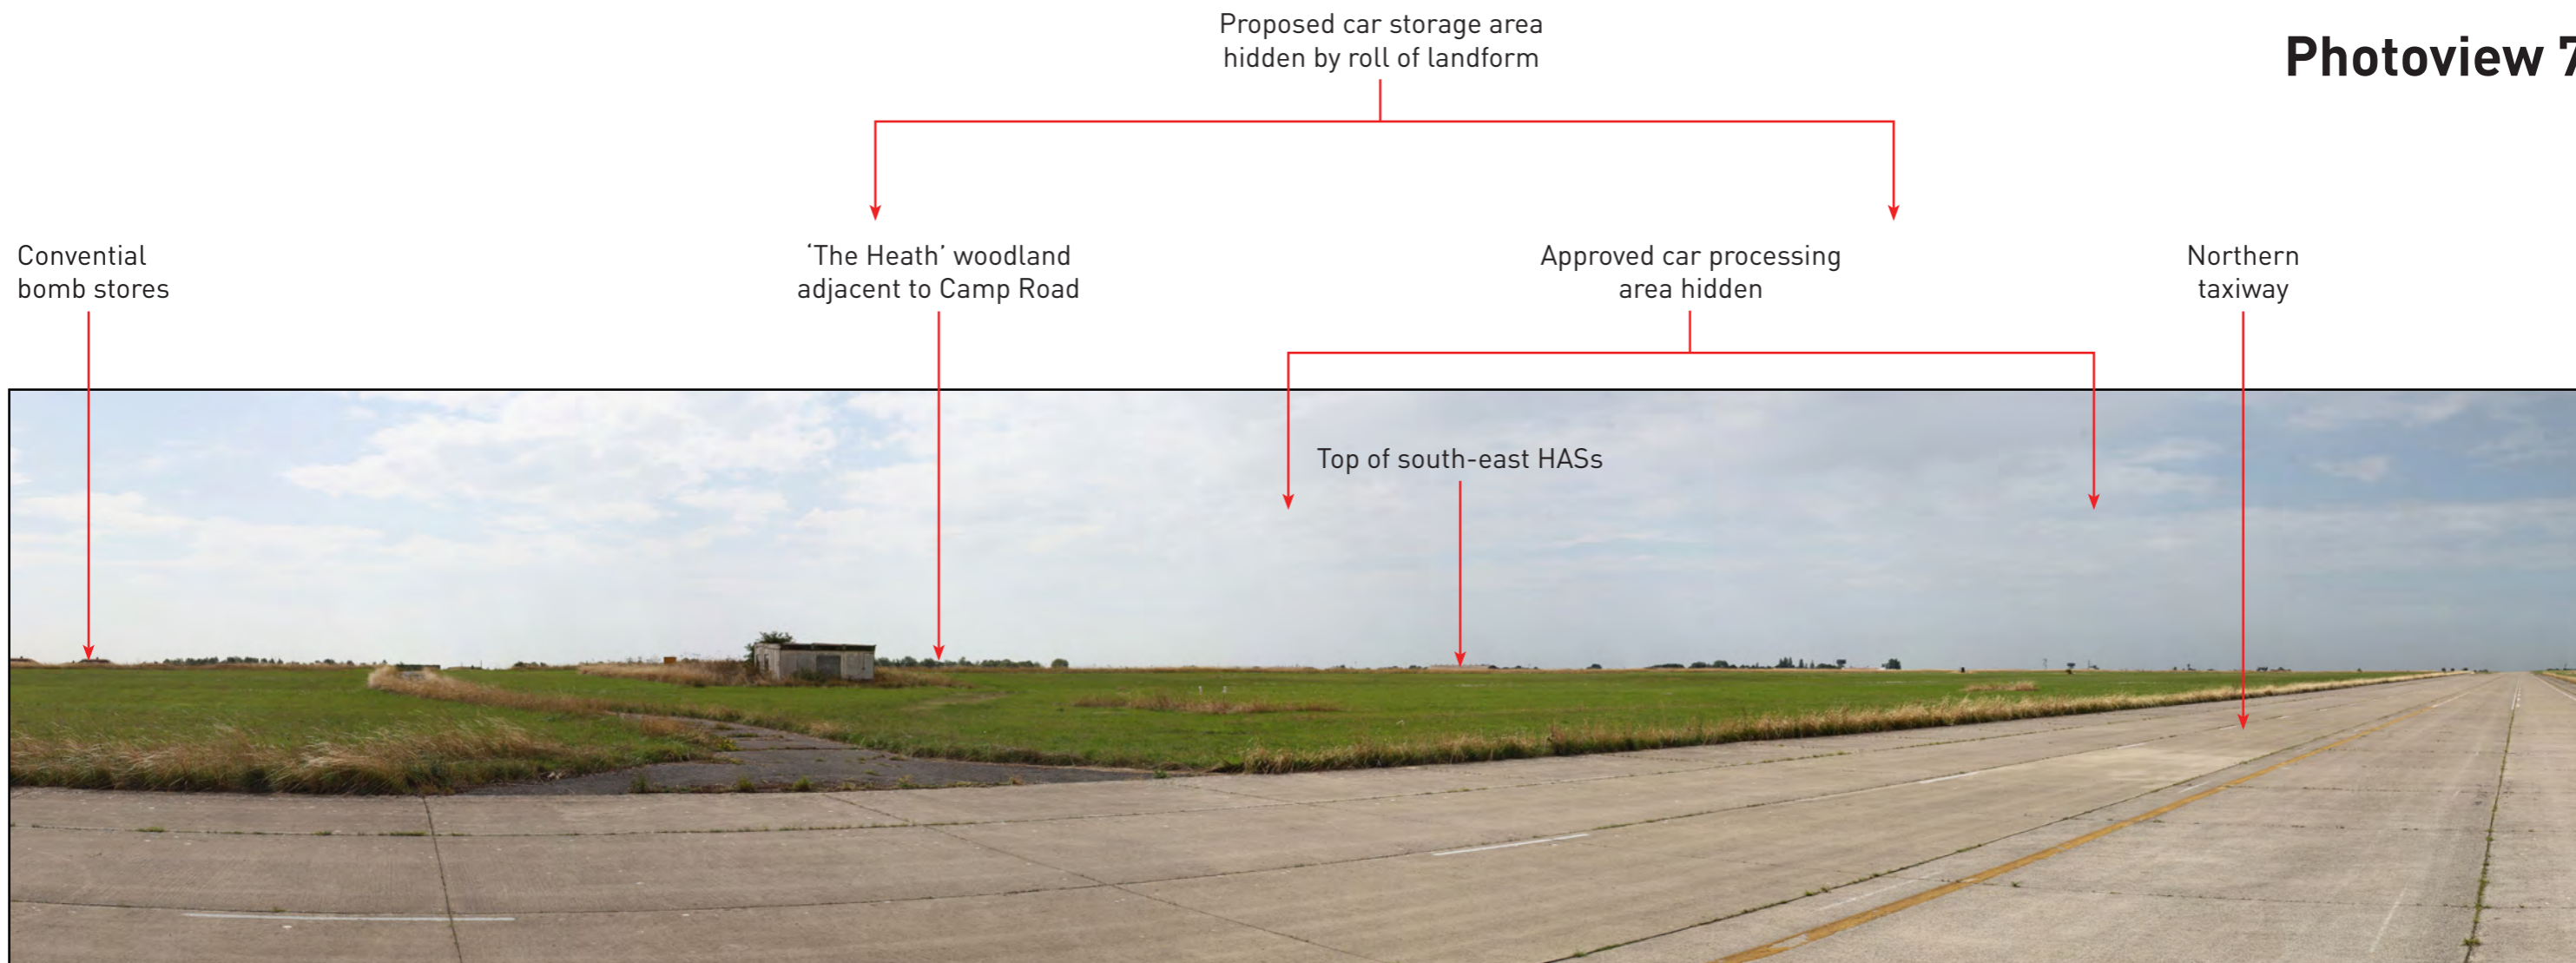 Proposed car storage area
hidden by roll of landform
Photoview 7
Convential
bomb stores
‘The Heath’ woodland
adjacent to Camp Road
Approved car processing
area hidden
Northern
taxiway
Top of south-east HASs